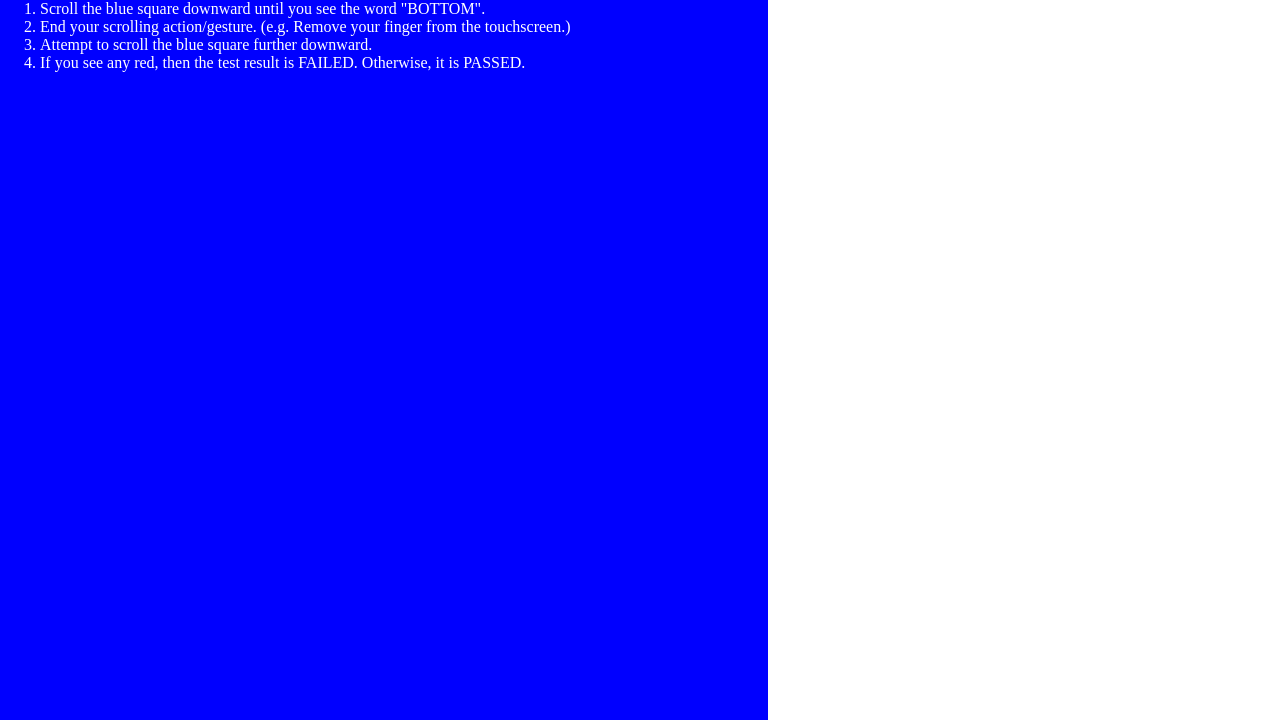 1. Scroll the blue square downward until you see the word "BOTTOM".
2. End your scrolling action/gesture. (e.g. Remove your finger from the touchscreen.)
3. Attempt to scroll the blue square further downward.
4. If you see any red, then the test result is FAILED. Otherwise, it is PASSED.